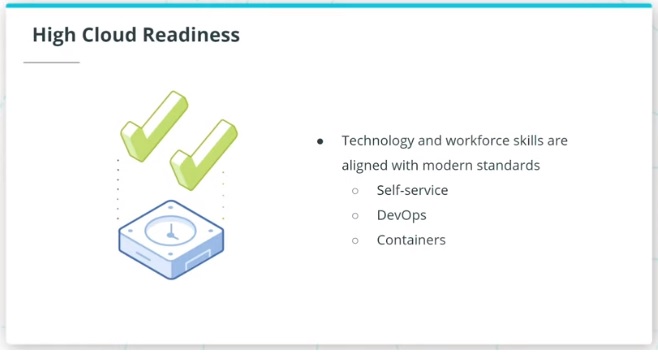 High Cloud Readiness
● Technology and workforce skills are
aligned with modern standards
○ Self-service
○ DevOps
○ Containers